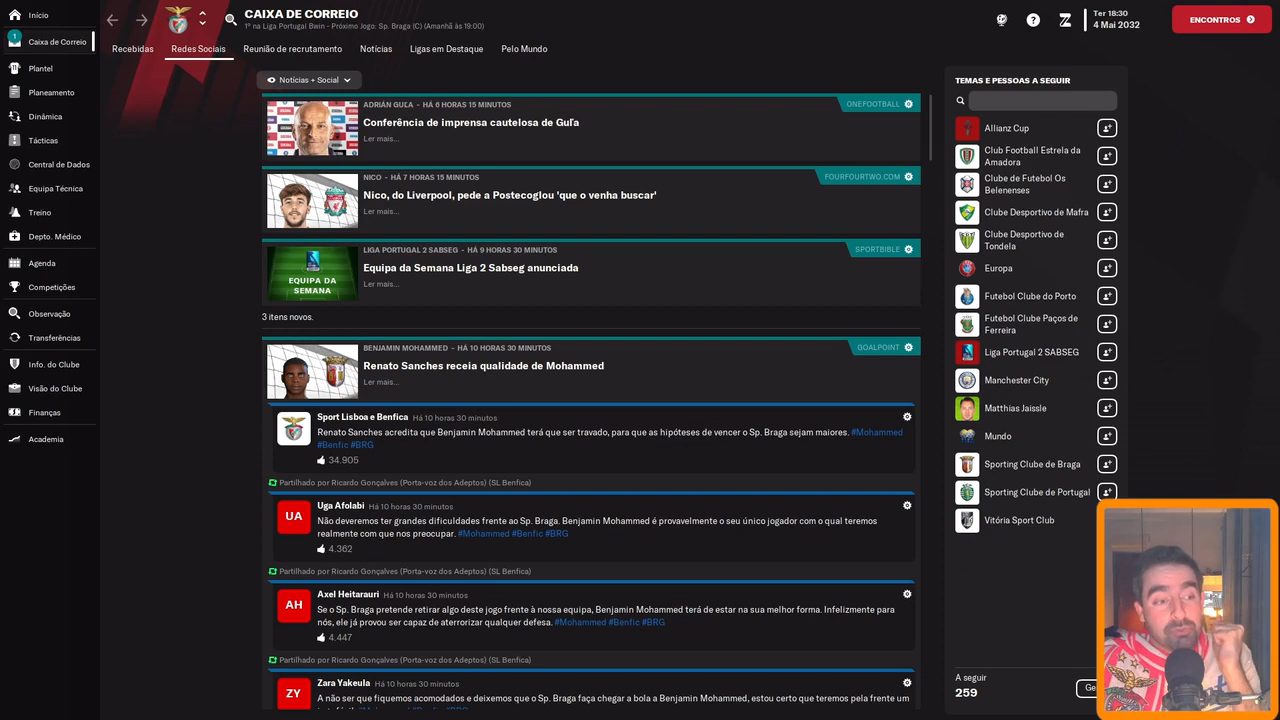 Início
1
Caixa de Correio
Plantel
Planeamento
Dinâmica
Tácticas
Central de Dados
Equipa Técnica
Treino
Depto. Médico
Agenda
Competições
Observação
Transferências
Info. do Clube
Visão do Clube
Finanças
Academia
CAIXA DE CORREIO
1º na Liga Portugal Bwin - Próximo Jogo: Sp. Braga (C) (Amanhã às 19:00)
Ter 18:30
4 Mai 2032
ENCONTROS
Recebidas
Redes Sociais
Reunião de recrutamento
Notícias
Ligas em Destaque
Pelo Mundo
Notícias + Social
ADRIÁN GUĽA - HÁ 6 HORAS 15 MINUTOS
ONEFOOTBALL
Conferência de imprensa cautelosa de Guľa
Ler mais...
NICO - HÁ 7 HORAS 15 MINUTOS
FOURFOURTWO.COM
Nico, do Liverpool, pede a Postecoglou 'que o venha buscar'
Ler mais...
LIGA PORTUGAL 2 SABSEG - HÁ 9 HORAS 30 MINUTOS
SPORTBIBLE
EQUIPA DA
SEMANA
Equipa da Semana Liga 2 Sabseg anunciada
Ler mais...
3 itens novos.
BENJAMIN MOHAMMED - HÁ 10 HORAS 30 MINUTOS
GOALPOINT
Renato Sanches receia qualidade de Mohammed
Ler mais...
Sport Lisboa e Benfica Há 10 horas 30 minutos
Renato Sanches acredita que Benjamin Mohammed terá que ser travado, para que as hipóteses de vencer o Sp. Braga sejam maiores. #Mohammed
#Benfic #BRG
34.905
Partilhado por Ricardo Gonçalves (Porta-voz dos Adeptos) (SL Benfica)
UA
Uga Afolabi Há 10 horas 30 minutos
Não deveremos ter grandes dificuldades frente ao Sp. Braga. Benjamin Mohammed é provavelmente o seu único jogador com o qual teremos
realmente com que nos preocupar. #Mohammed #Benfic #BRG
4.362
Partilhado por Ricardo Gonçalves (Porta-voz dos Adeptos) (SL Benfica)
AH
Axel Heitarauri Há 10 horas 30 minutos
Se o Sp. Braga pretende retirar algo deste jogo frente à nossa equipa, Benjamin Mohammed terá de estar na sua melhor forma. Infelizmente para
nós, ele já provou ser capaz de aterrorizar qualquer defesa. #Mohammed #Benfic #BRG
4.447
Partilhado por Ricardo Gonçalves (Porta-voz dos Adeptos) (SL Benfica)
ZY
Zara Yakeula Há 10 horas 30 minutos
A não ser que fiquemos acomodados e deixemos que o Sp. Braga faça chegar a bola a Benjamin Mohammed, estou certo que teremos pela frente um
TEMAS E PESSOAS A SEGUIR
Allianz Cup
Club Football Estrela da
Amadora
Clube de Futebol Os
Belenenses
Clube Desportivo de Mafra
Clube Desportivo de
Tondela
Europa
Futebol Clube do Porto
Futebol Clube Paços de
Ferreira
Liga Portugal 2 SABSEG
Manchester City
Matthias Jaissle
Mundo
Sporting Clube de Braga
Sporting Clube de Portugal
Vitória Sport Club
A seguir
259